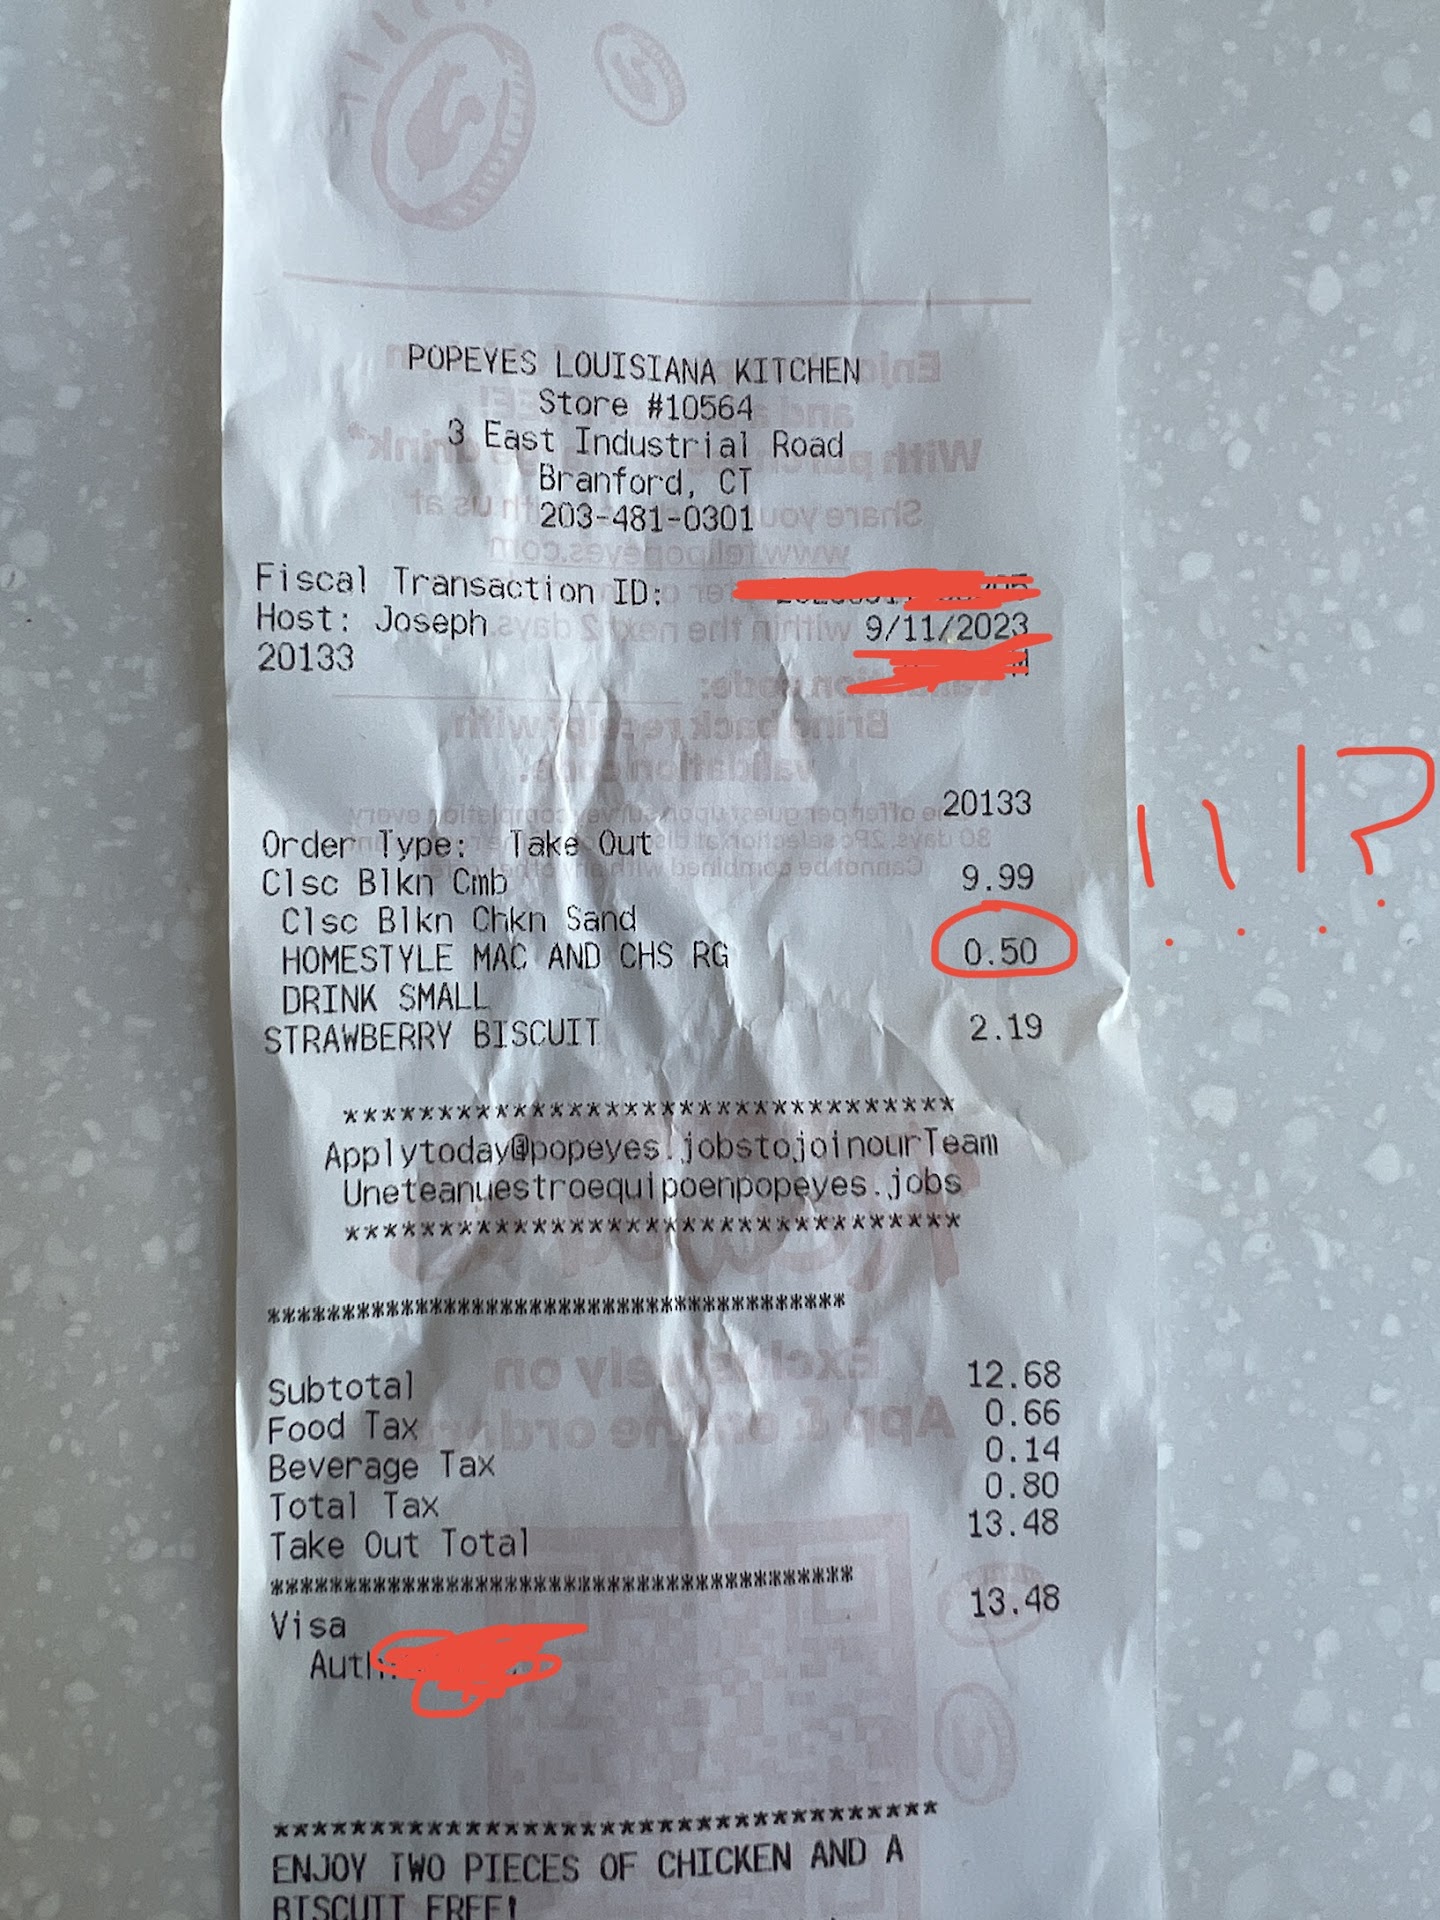 POPEYES LOUISIANA KITCHEN
Store #10564
3 East Industrial Road
Branford, CT
203-481-0301
Fiscal Transaction ID:
Host: Joseph 9/11/2023
20133
20133
Order Type: Take Out
Clsc Blkn Cmb 9.99
Clsc Blkn Chkn Sand
HOMESTYLE MAC AND CHS RG 0.50
DRINK SMALL
STRAWBERRY BISCUIT 2.19
!!!?
*********************************
Applytoday@popeyes.jobstojoinourTeam
Uneteanuestroequipoenpopeyes.jobs
*********************************
***************************************
Subtotal 12.68
Food Tax 0.66
Beverage Tax 0.14
Total Tax 0.80
Take Out Total 13.48
***************************************
Visa 13.48
Auth:
***********************************
ENJOY TWO PIECES OF CHICKEN AND A
BISCUIT FREE!